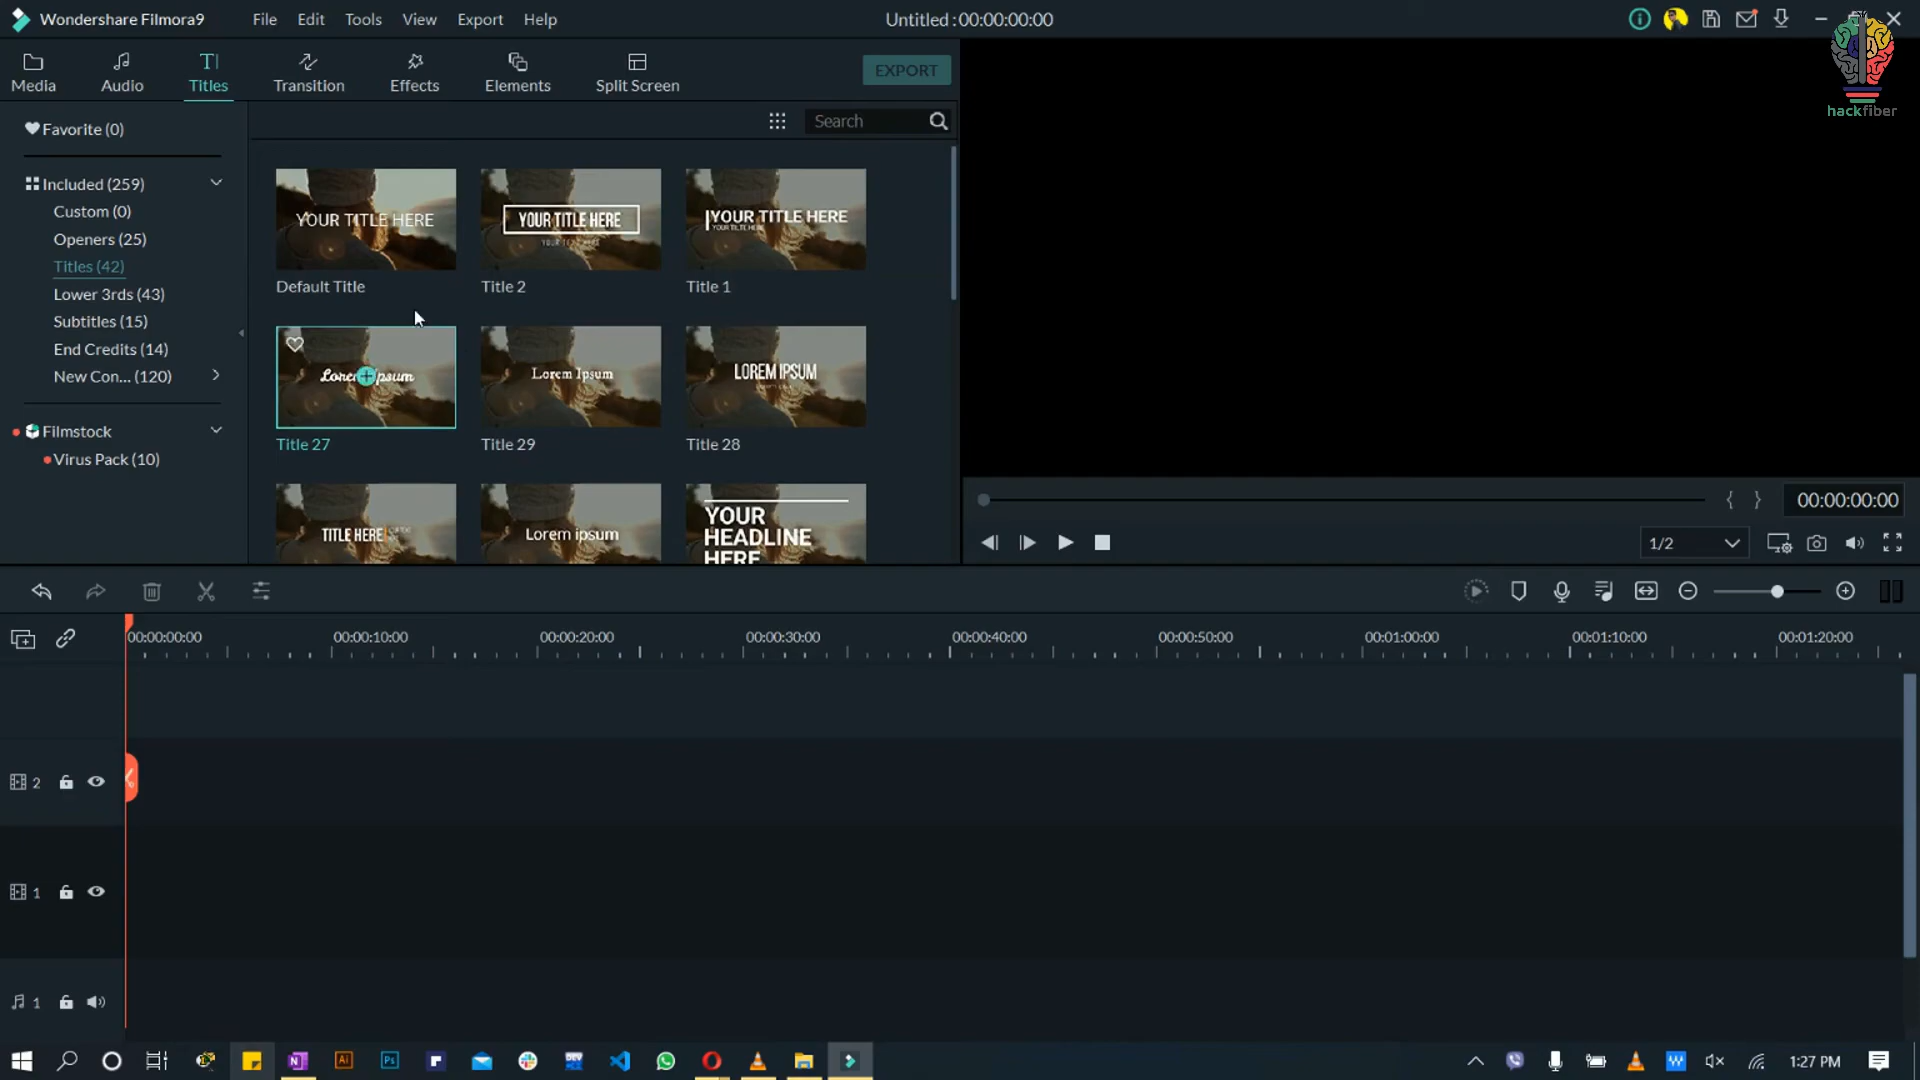 Wondershare Filmora9
File Edit Tools View Export Help
Untitled : 00:00:00:00
hackfiber
Media Audio Titles Transition Effects Elements Split Screen
EXPORT
Search
Favorite (0)
Included (259)
Custom (0)
Openers (25)
Titles (42)
Lower 3rds (43)
Subtitles (15)
End Credits (14)
New Con... (120)
Filmstock
Virus Pack (10)
YOUR TITLE HERE
Default Title
YOUR TITLE HERE
Title 2
YOUR TITLE HERE
Title 1
Lorem Ipsum
Title 27
Lorem Ipsum
Title 29
LOREM IPSUM
Title 28
TITLE HERE
Lorem ipsum
YOUR
HEADLINE
HERE
{ } 00:00:00:00
1/2
00:00:00:00 00:00:10:00 00:00:20:00 00:00:30:00 00:00:40:00 00:00:50:00 00:01:00:00 00:01:10:00 00:01:20:00
2
1
1
Ai Ps DEV W 1:27 PM